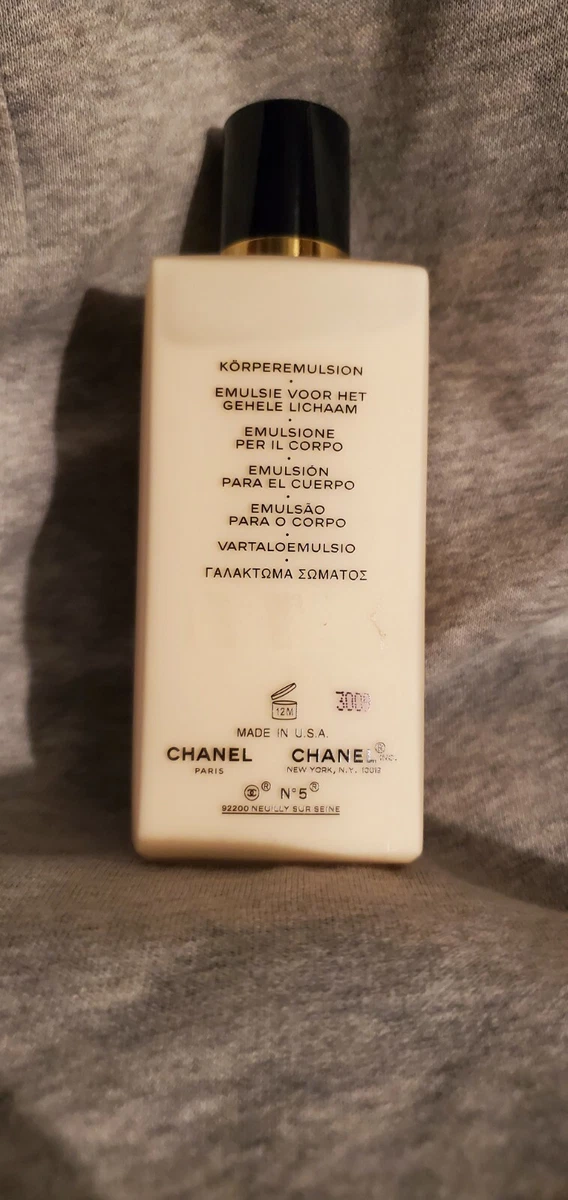 KÖRPEREMULSION
•
EMULSIE VOOR HET
GEHELE LICHAAM
•
EMULSIONE
PER IL CORPO
•
EMULSIÓN
PARA EL CUERPO
•
EMULSÃO
PARA O CORPO
•
VARTALOEMULSIO
•
ΓΑΛΑΚΤΩΜΑ ΣΩΜΑΤΟΣ
12M
MADE IN U.S.A.
CHANEL
PARIS
CHANEL® INC.
NEW YORK, N.Y.
® N°5®
92200 NEUILLY SUR SEINE